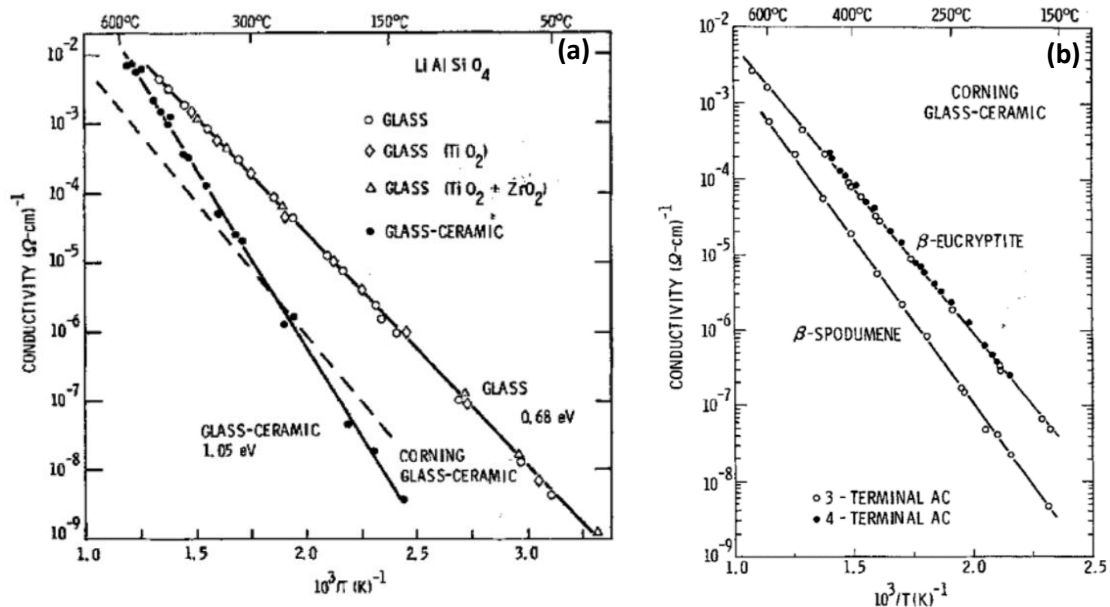 600°C 300°C 150°C 50°C
(a)
Li Al SiO4
GLASS
GLASS (TiO2)
GLASS (TiO2 + ZrO2)
GLASS-CERAMIC
CONDUCTIVITY (Ω-cm)-1
10-2
10-3
10-4
10-5
10-6
10-7
10-8
10-9
GLASS
0.68 eV
GLASS-CERAMIC
1.05 eV
CORNING
GLASS-CERAMIC
1.0 1.5 2.0 2.5 3.0
10³/T (K)-1
600°C 400°C 250°C 150°C
(b)
CORNING
GLASS-CERAMIC
CONDUCTIVITY (Ω-cm)-1
10-1
10-2
10-3
10-4
10-5
10-6
10-7
10-8
10-9
β-EUCRYPTITE
β-SPODUMENE
3 - TERMINAL AC
4 - TERMINAL AC
1.0 1.5 2.0 2.5
10³/T(K)-1